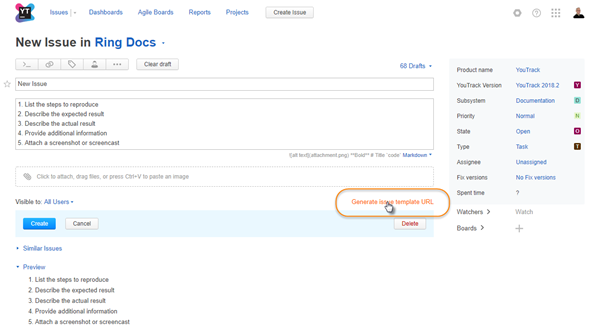 YT
Issues | Dashboards Agile Boards Reports Projects Create Issue
New Issue in Ring Docs
Clear draft
68 Drafts
New Issue
1. List the steps to reproduce
2. Describe the expected result
3. Describe the actual result
4. Provide additional information
5. Attach a screenshot or screencast
![alt text](attachment.png) **Bold** # Title `code` Markdown
Click to attach, drag files, or press Ctrl+V to paste an image
Visible to: All Users
Generate issue template URL
Create Cancel Delete
Similar Issues
Preview
1. List the steps to reproduce
2. Describe the expected result
3. Describe the actual result
4. Provide additional information
5. Attach a screenshot or screencast
Product name YouTrack
YouTrack Version YouTrack 2018.2 Y
Subsystem Documentation D
Priority Normal N
State Open O
Type Task T
Assignee Unassigned
Fix versions No Fix versions
Spent time ?
Watchers Watch
Boards